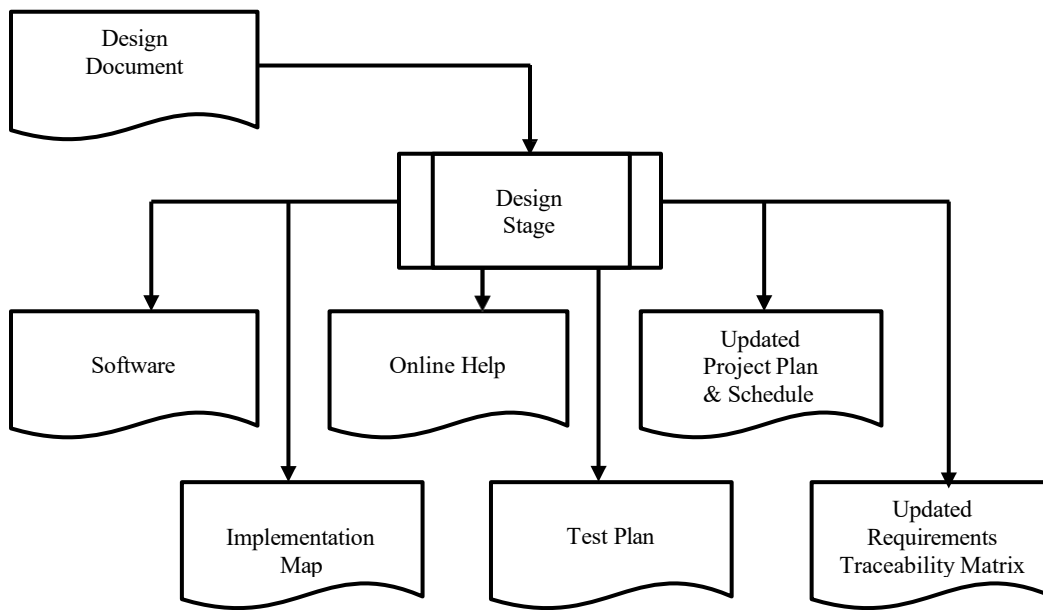 Design
Document
Design
Stage
Software
Online Help
Updated
Project Plan
& Schedule
Implementation
Map
Test Plan
Updated
Requirements
Traceability Matrix